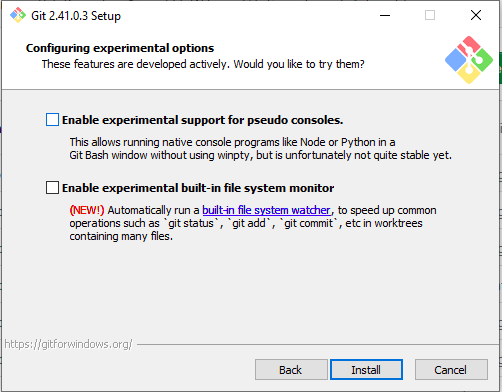 Git 2.41.0.3 Setup
Configuring experimental options
These features are developed actively. Would you like to try them?
Enable experimental support for pseudo consoles.
This allows running native console programs like Node or Python in a
Git Bash window without using winpty, but is unfortunately not quite stable yet.
Enable experimental built-in file system monitor
(NEW!) Automatically run a built-in file system watcher, to speed up common
operations such as `git status`, `git add`, `git commit`, etc in worktrees
containing many files.
https://gitforwindows.org/
Back
Install
Cancel